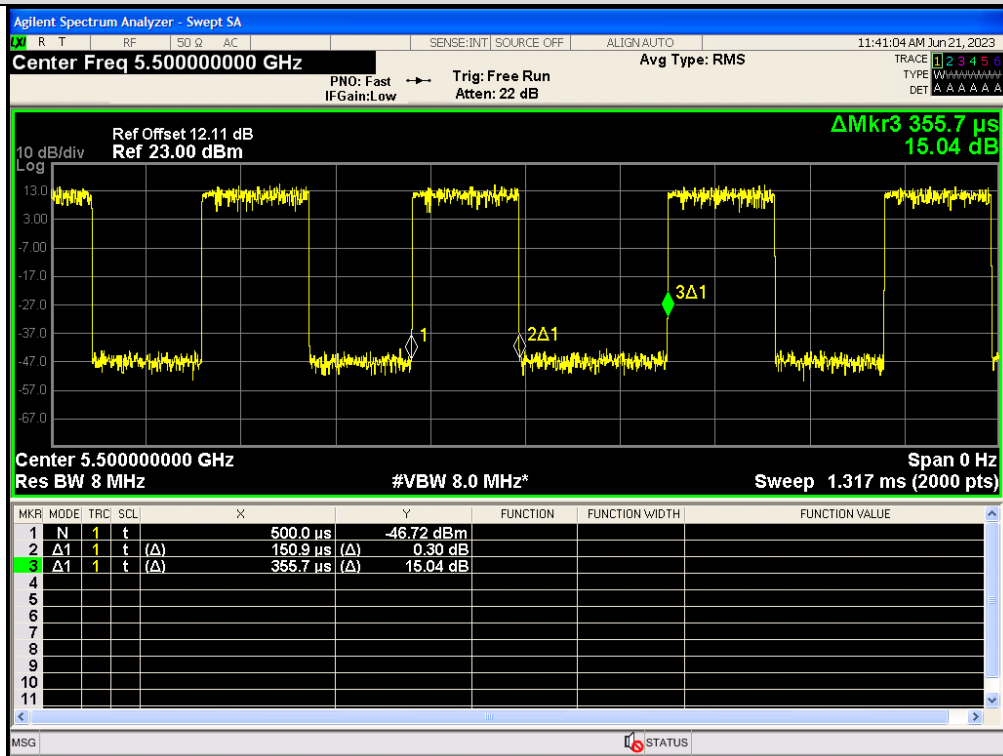 Agilent Spectrum Analyzer - Swept SA
LXI R T RF 50 Ω AC SENSE:INT SOURCE OFF ALIGN AUTO 11:41:04 AM Jun 21, 2023
Center Freq 5.500000000 GHz Avg Type: RMS TRACE 1 2 3 4 5 6
PNO: Fast Trig: Free Run TYPE
IFGain:Low Atten: 22 dB DET A A A A A A
ΔMkr3 355.7 µs
Ref Offset 12.11 dB
10 dB/div Ref 23.00 dBm 15.04 dB
Log
13.0
3.00
-7.00
-17.0
-27.0
-37.0
-47.0
-57.0
-67.0
1
2Δ1
3Δ1
Center 5.500000000 GHz Span 0 Hz
Res BW 8 MHz #VBW 8.0 MHz* Sweep 1.317 ms (2000 pts)
MKR MODE TRC SCL X Y FUNCTION FUNCTION WIDTH FUNCTION VALUE
1 N 1 t 500.0 µs -46.72 dBm
2 Δ1 1 t (Δ) 150.9 µs (Δ) 0.30 dB
3 Δ1 1 t (Δ) 355.7 µs (Δ) 15.04 dB
4
5
6
7
8
9
10
11
MSG STATUS